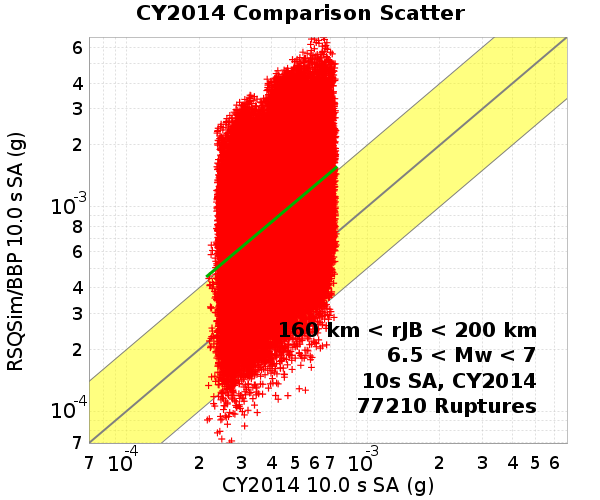 CY2014 Comparison Scatter
RSQSim/BBP 10.0 s SA (g)
6
4
3
2
10-3
8
6
4
3
2
10-4
7
160 km < rJB < 200 km
6.5 < Mw < 7
10s SA, CY2014
77210 Ruptures
7 10-4 2 3 4 5 6 7 10-3 2 3 4 5 6
CY2014 10.0 s SA (g)